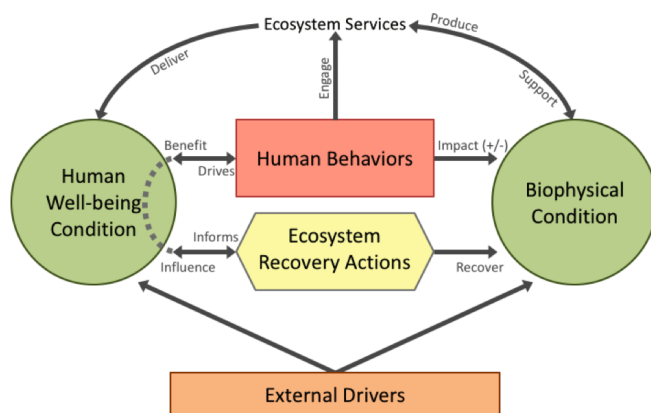 Ecosystem Services
Produce
Deliver
Engage
Support
Benefit
Human Behaviors
Impact (+/-)
Drives
Human
Well-being
Condition
Biophysical
Condition
Informs
Ecosystem
Recovery Actions
Influence
Recover
External Drivers